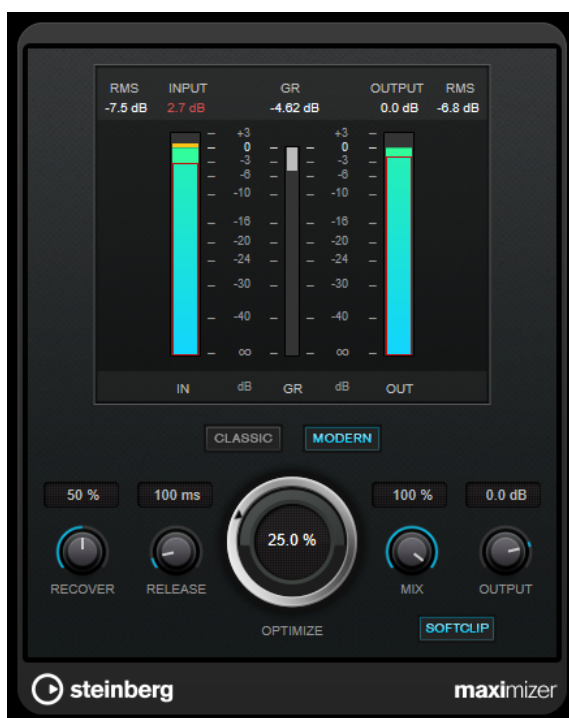 RMS INPUT GR OUTPUT RMS
-7.5 dB 2.7 dB -4.62 dB 0.0 dB -6.8 dB
+3 +3
0 0
-3 -3
-6 -6
-10 -10
-16 -16
-20 -20
-24 -24
-30 -30
-40 -40
∞ ∞
IN dB GR dB OUT
CLASSIC MODERN
50 % 100 ms 25.0 % 100 % 0.0 dB
RECOVER RELEASE MIX OUTPUT
OPTIMIZE SOFTCLIP
steinberg maximizer